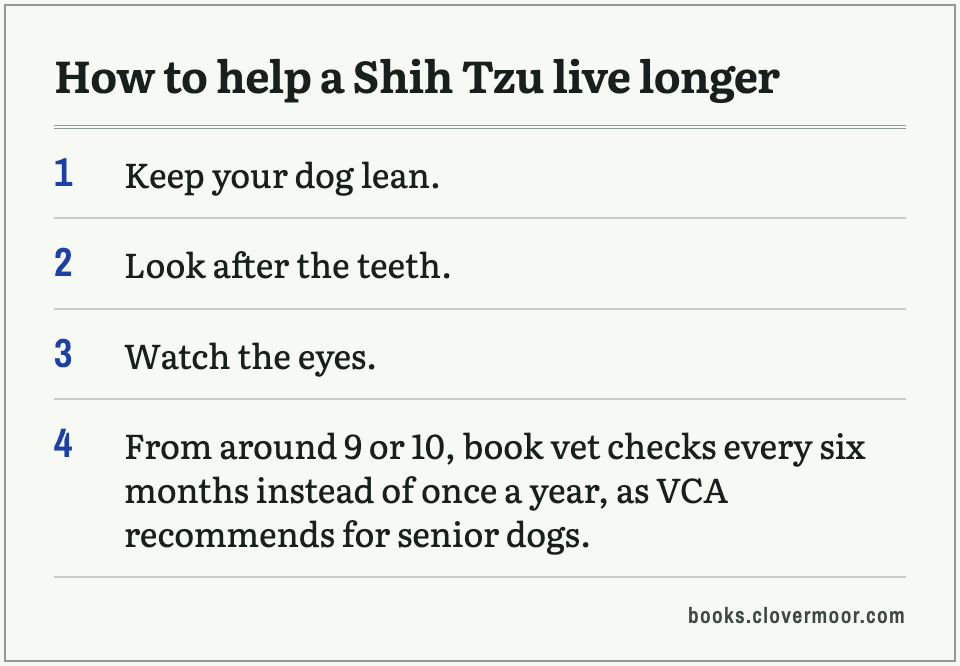 How to help a Shih Tzu live longer
1 Keep your dog lean.
2 Look after the teeth.
3 Watch the eyes.
4 From around 9 or 10, book vet checks every six
months instead of once a year, as VCA
recommends for senior dogs.
books.clovermoor.com